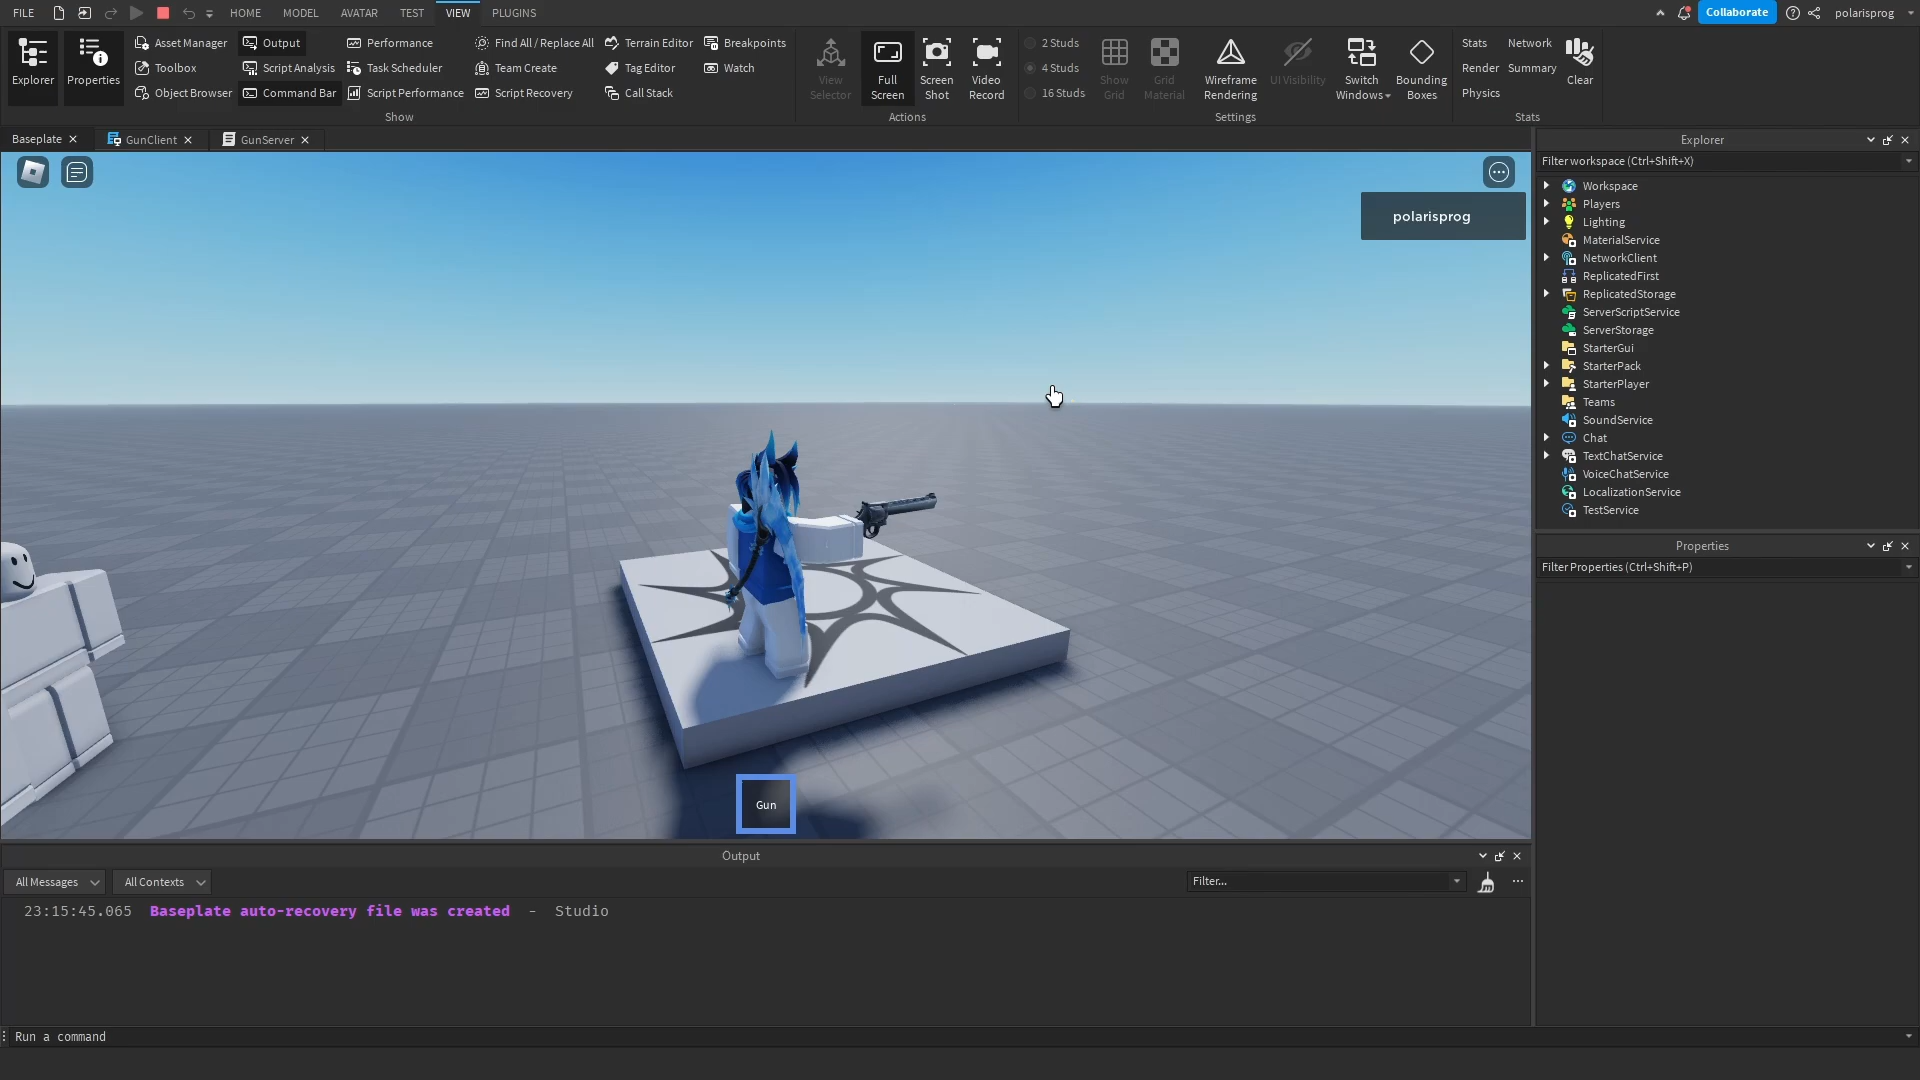 FILE HOME MODEL AVATAR TEST VIEW PLUGINS Collaborate polarisprog
Explorer
Properties
Asset Manager
Toolbox
Object Browser
Output
Script Analysis
Command Bar
Performance
Task Scheduler
Script Performance
Find All / Replace All
Team Create
Script Recovery
Terrain Editor
Tag Editor
Call Stack
Breakpoints
Watch
Show
View
Selector
Full
Screen
Screen
Shot
Video
Record
Actions
2 Studs
4 Studs
16 Studs
Show
Grid
Grid
Material
Wireframe
Rendering
UI Visibility
Switch
Windows
Bounding
Boxes
Settings
Stats
Render
Physics
Network
Summary
Clear
Stats
Baseplate GunClient GunServer
polarisprog
Gun
Explorer
Filter workspace (Ctrl+Shift+X)
Workspace
Players
Lighting
MaterialService
NetworkClient
ReplicatedFirst
ReplicatedStorage
ServerScriptService
ServerStorage
StarterGui
StarterPack
StarterPlayer
Teams
SoundService
Chat
TextChatService
VoiceChatService
LocalizationService
TestService
Properties
Filter Properties (Ctrl+Shift+P)
Output
All Messages All Contexts Filter...
23:15:45.065 Baseplate auto-recovery file was created - Studio
Run a command